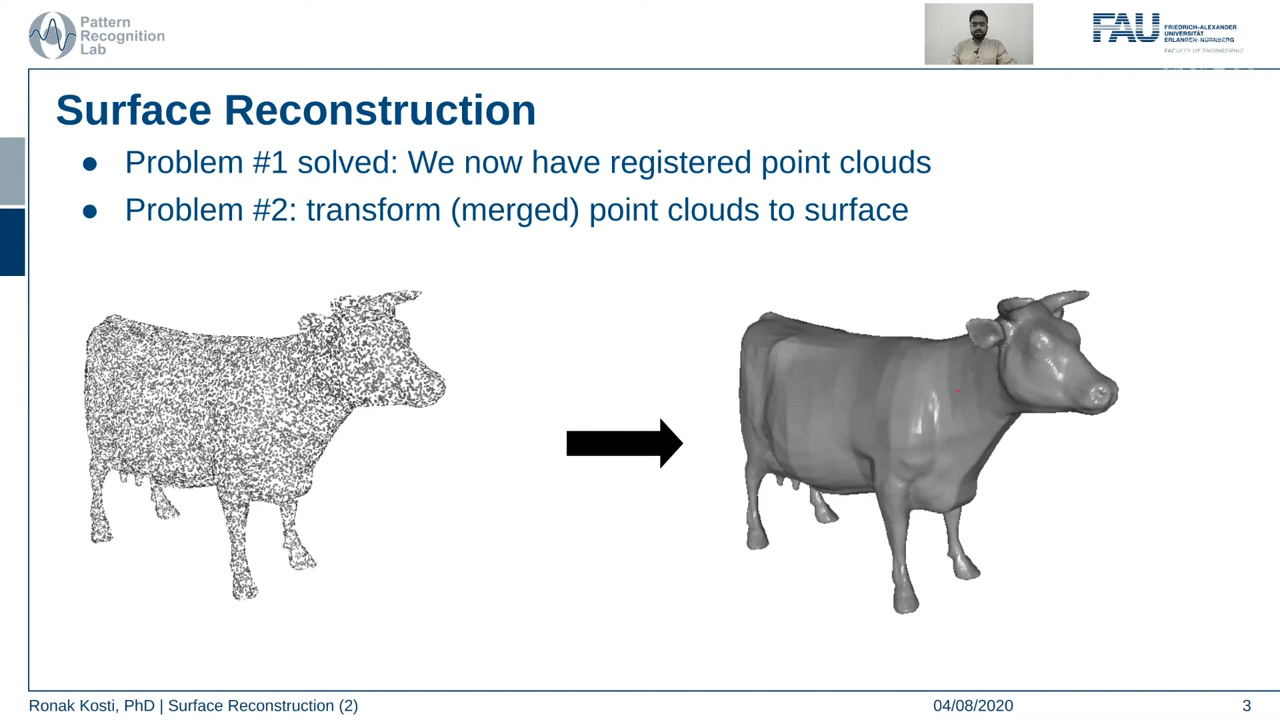 Pattern
Recognition
Lab
FAU
FRIEDRICH-ALEXANDER
UNIVERSITÄT
ERLANGEN-NÜRNBERG
FACULTY OF ENGINEERING
Surface Reconstruction
● Problem #1 solved: We now have registered point clouds
● Problem #2: transform (merged) point clouds to surface
Ronak Kosti, PhD | Surface Reconstruction (2)
04/08/2020
3